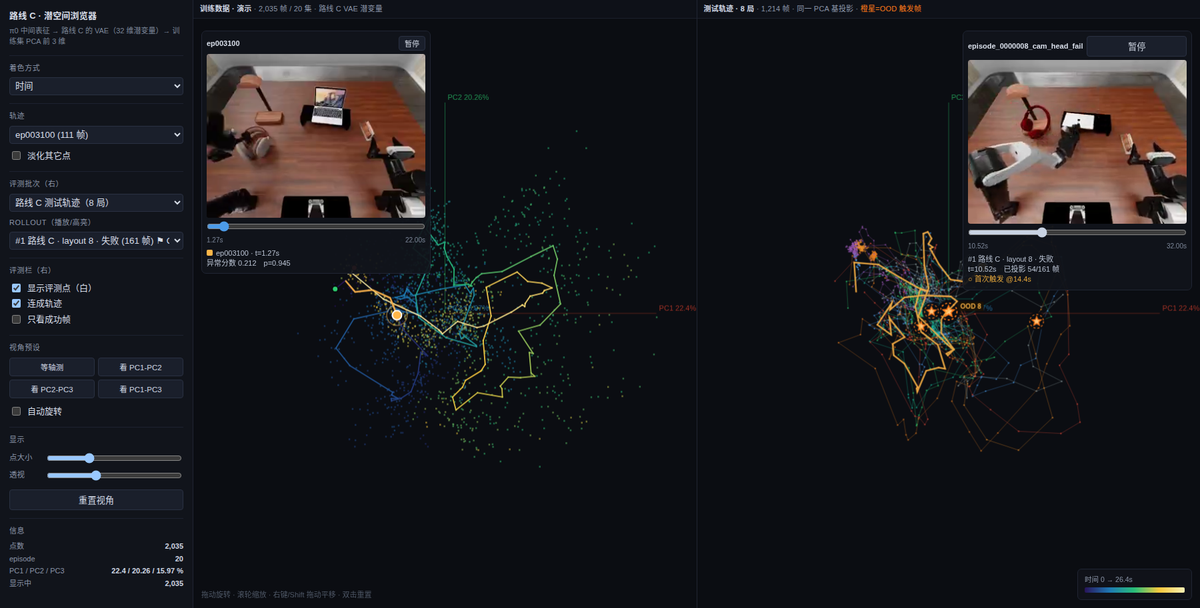 路线 C · 潜空间浏览器
π0 中间表征 → 路线 C 的 VAE（32 维潜变量）→ 训
练集 PCA 前 3 维
着色方式
时间
轨迹
ep003100 (111 帧)
淡化其它点
评测批次（右）
路线 C 测试轨迹（8 局）
ROLLOUT（播放/高亮）
#1 路线 C · layout 8 · 失败 (161 帧) ⚑ (
评测栏（右）
显示评测点（白）
连成轨迹
只看成功帧
视角预设
等轴测
看 PC1-PC2
看 PC2-PC3
看 PC1-PC3
自动旋转
显示
点大小
透视
重置视角
信息
点数 2,035
episode 20
PC1 / PC2 / PC3 22.4 / 20.26 / 15.97 %
显示中 2,035
训练数据 · 演示 · 2,035 帧 / 20 集 · 路线 C VAE 潜变量
ep003100
暂停
1.27s 22.00s
ep003100 · t=1.27s
异常分数 0.212 p=0.945
PC2 20.26%
PC1 22.4%
拖动旋转 · 滚轮缩放 · 右键/Shift 拖动平移 · 双击重置
测试轨迹 · 8 局 · 1,214 帧 · 同一 PCA 基投影 · 橙星=OOD 触发帧
episode_0000008_cam_head_fail
暂停
10.52s 32.00s
#1 路线 C · layout 8 · 失败
t=10.52s 已投影 54/161 帧
○ 首次触发 @14.4s
OOD 8
PC1 22.4%
时间 0 → 26.4s